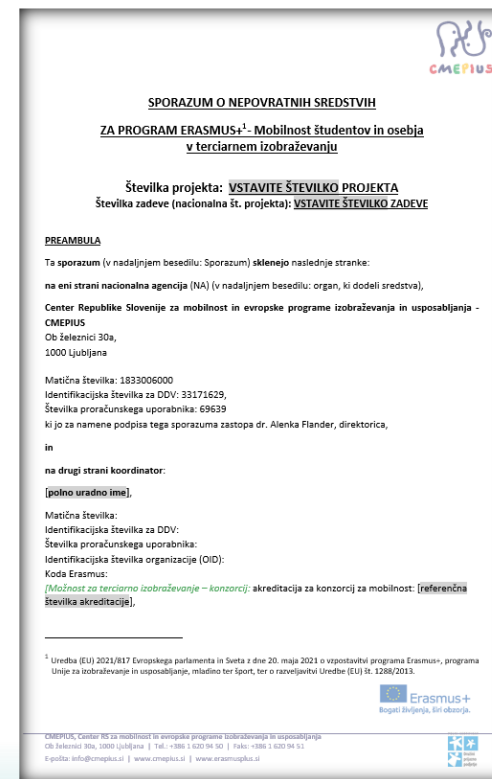 CMEPIUS
SPORAZUM O NEPOVRATNIH SREDSTVIH
ZA PROGRAM ERASMUS+1- Mobilnost študentov in osebja
v terciarnem izobraževanju
Številka projekta: VSTAVITE ŠTEVILKO PROJEKTA
Številka zadeve (nacionalna št. projekta): VSTAVITE ŠTEVILKO ZADEVE
PREAMBULA
Ta sporazum (v nadaljnjem besedilu: Sporazum) sklenejo naslednje stranke:
na eni strani nacionalna agencija (NA) (v nadaljnjem besedilu: organ, ki dodeli sredstva),
Center Republike Slovenije za mobilnost in evropske programe izobraževanja in usposabljanja -
CMEPIUS
Ob železnici 30a,
1000 Ljubljana
Matična številka: 1833006000
Identifikacijska številka za DDV: 33171629,
Številka proračunskega uporabnika: 69639
ki jo za namene podpisa tega sporazuma zastopa dr. Alenka Flander, direktorica,
in
na drugi strani koordinator:
[polno uradno ime],
Matična številka:
Identifikacijska številka za DDV:
Številka proračunskega uporabnika:
Identifikacijska številka organizacije (OID):
Koda Erasmus:
[Možnost za terciarno izobraževanje – konzorcij: akreditacija za konzorcij za mobilnost: [referenčna
številka akreditacije],
1 Uredba (EU) 2021/817 Evropskega parlamenta in Sveta z dne 20. maja 2021 o vzpostavitvi programa Erasmus+, programa
Unije za izobraževanje in usposabljanje, mladino ter šport, ter o razveljavitvi Uredbe (EU) št. 1288/2013.
Erasmus+
Bogati življenja, širi obzorja.
CMEPIUS, Center RS za mobilnost in evropske programe izobraževanja in usposabljanja
Ob železnici 30a, 1000 Ljubljana | Tel.: +386 1 620 94 50 | Faks: +386 1 620 94 51
E-pošta: info@cmepius.si | www.cmepius.si | www.erasmusplus.si